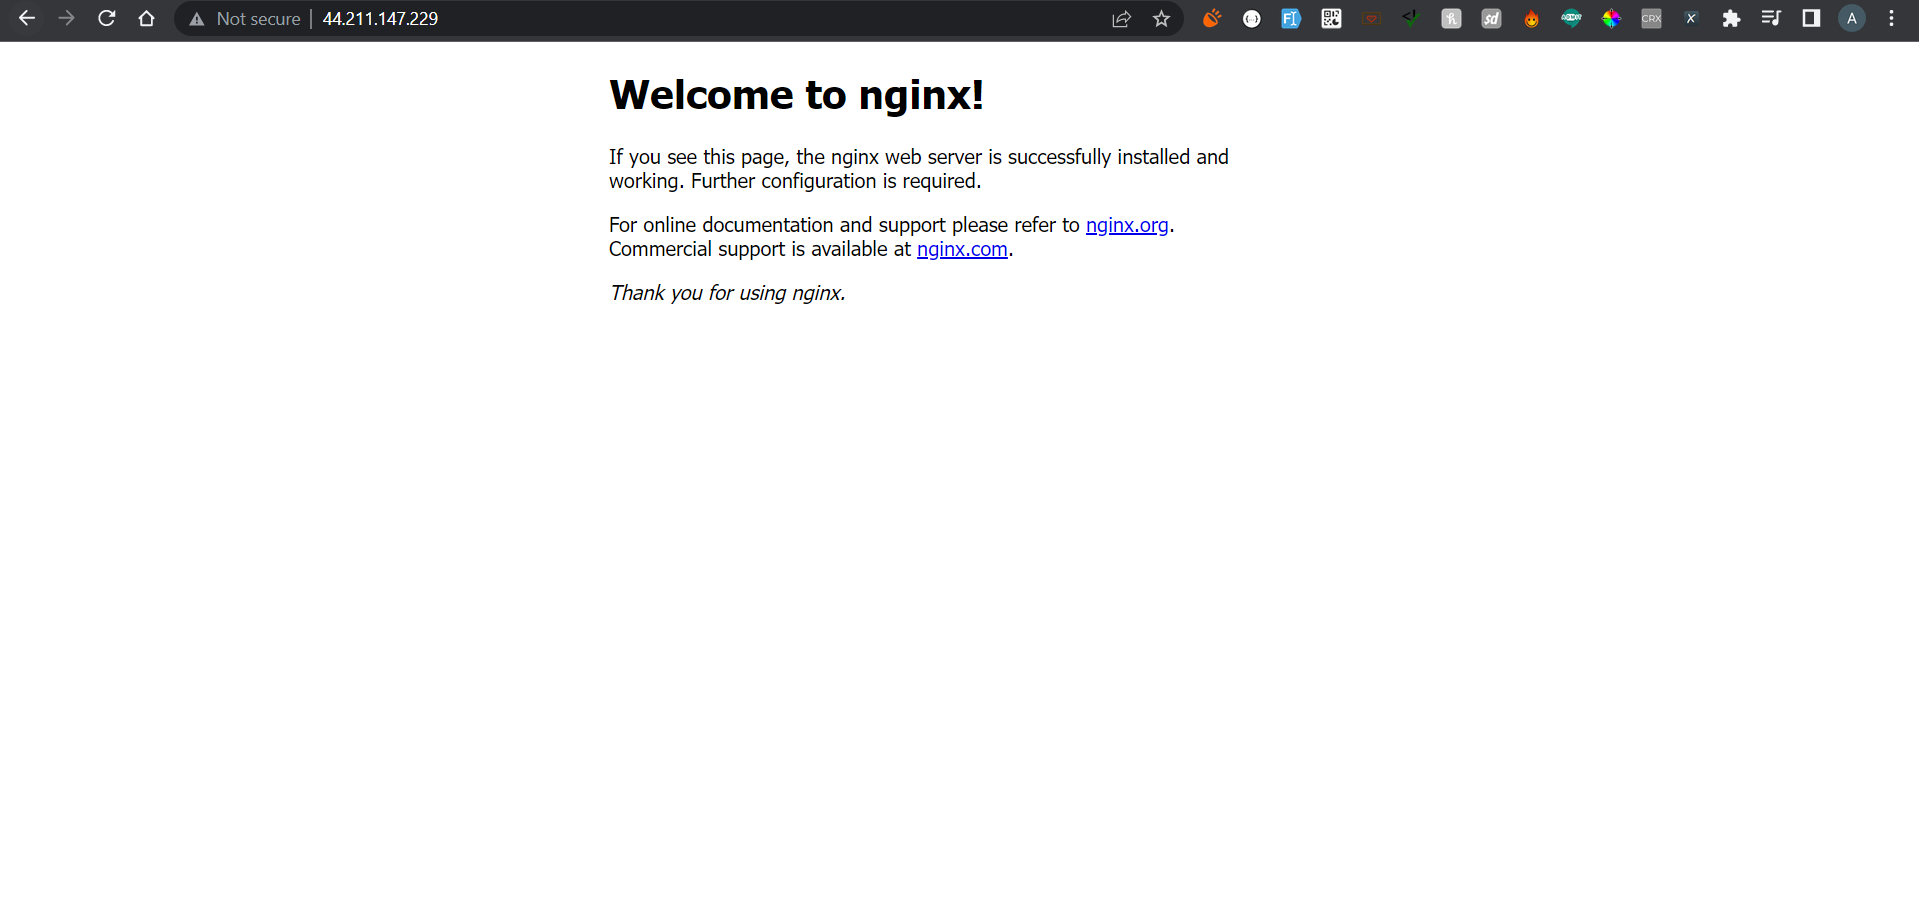 Not secure | 44.211.147.229
CRX
X
A
Welcome to nginx!
If you see this page, the nginx web server is successfully installed and
working. Further configuration is required.
For online documentation and support please refer to nginx.org.
Commercial support is available at nginx.com.
Thank you for using nginx.